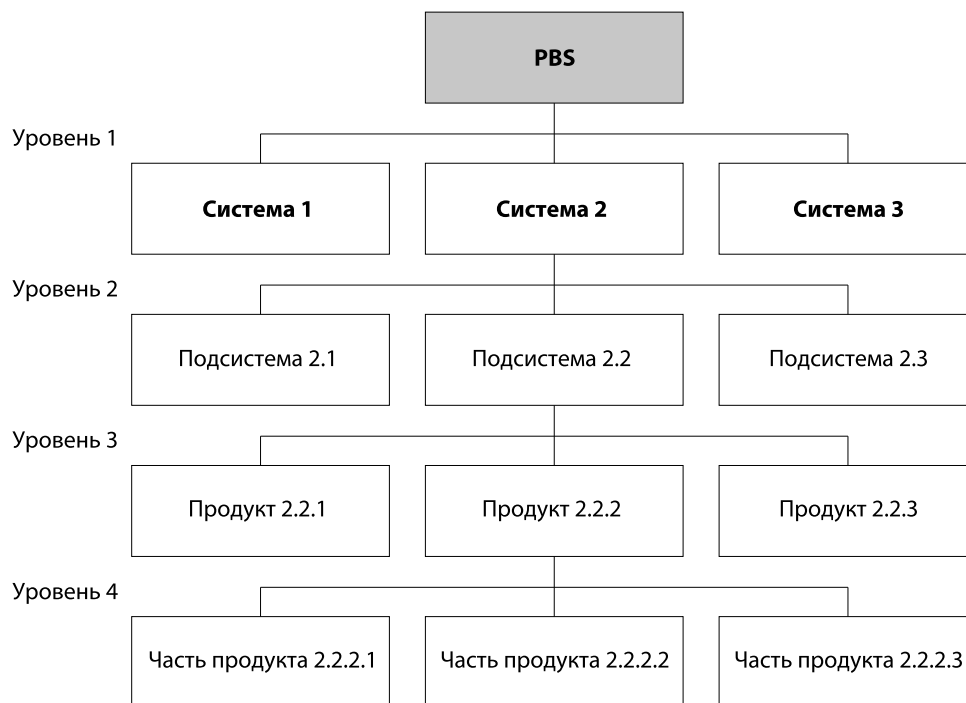 PBS
Уровень 1
Система 1
Система 2
Система 3
Уровень 2
Подсистема 2.1
Подсистема 2.2
Подсистема 2.3
Уровень 3
Продукт 2.2.1
Продукт 2.2.2
Продукт 2.2.3
Уровень 4
Часть продукта 2.2.2.1
Часть продукта 2.2.2.2
Часть продукта 2.2.2.3